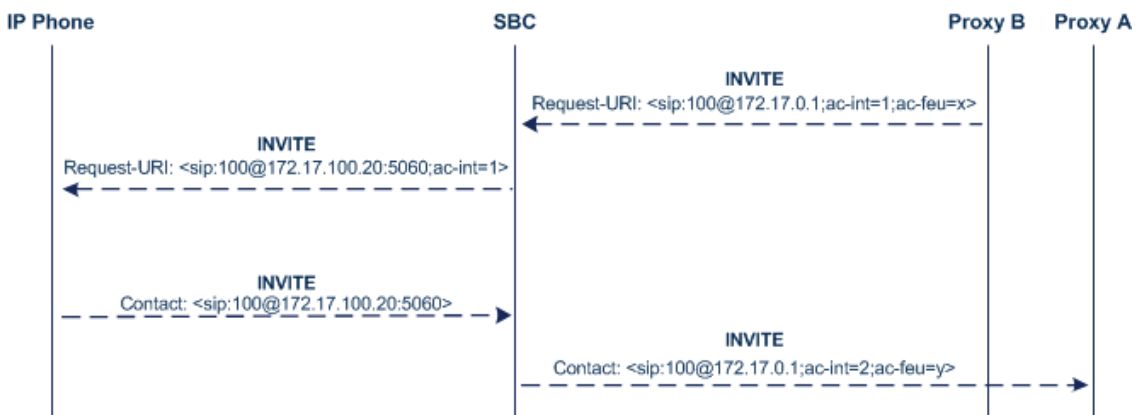 IP Phone
SBC
Proxy B
Proxy A
INVITE
Request-URI: <sip:100@172.17.0.1;ac-int=1;ac-feu=x>
INVITE
Request-URI: <sip:100@172.17.100.20:5060;ac-int=1>
INVITE
Contact: <sip:100@172.17.100.20:5060>
INVITE
Contact: <sip:100@172.17.0.1;ac-int=2;ac-feu=y>